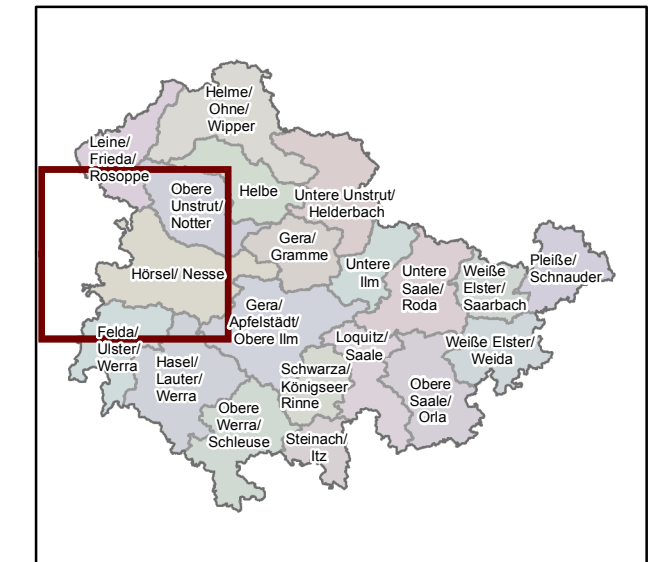 Helme/
Ohne/
Wipper
Leine/
Frieda/
Rosoppe
Obere
Unstrut/
Notter
Helbe
Untere Unstrut/
Helderbach
Gera/
Gramme
Hörsel/ Nesse
Untere
Ilm
Untere
Saale/
Roda
Weiße
Elster/
Saarbach
Pleiße/
Schnauder
Gera/
Apfelstädt/
Obere Ilm
Felda/
Ulster/
Werra
Loquitz/
Saale
Weiße Elster/
Weida
Hasel/
Lauter/
Werra
Schwarza/
Königseer
Rinne
Obere
Saale/
Orla
Obere
Werra/
Schleuse
Steinach/
Itz